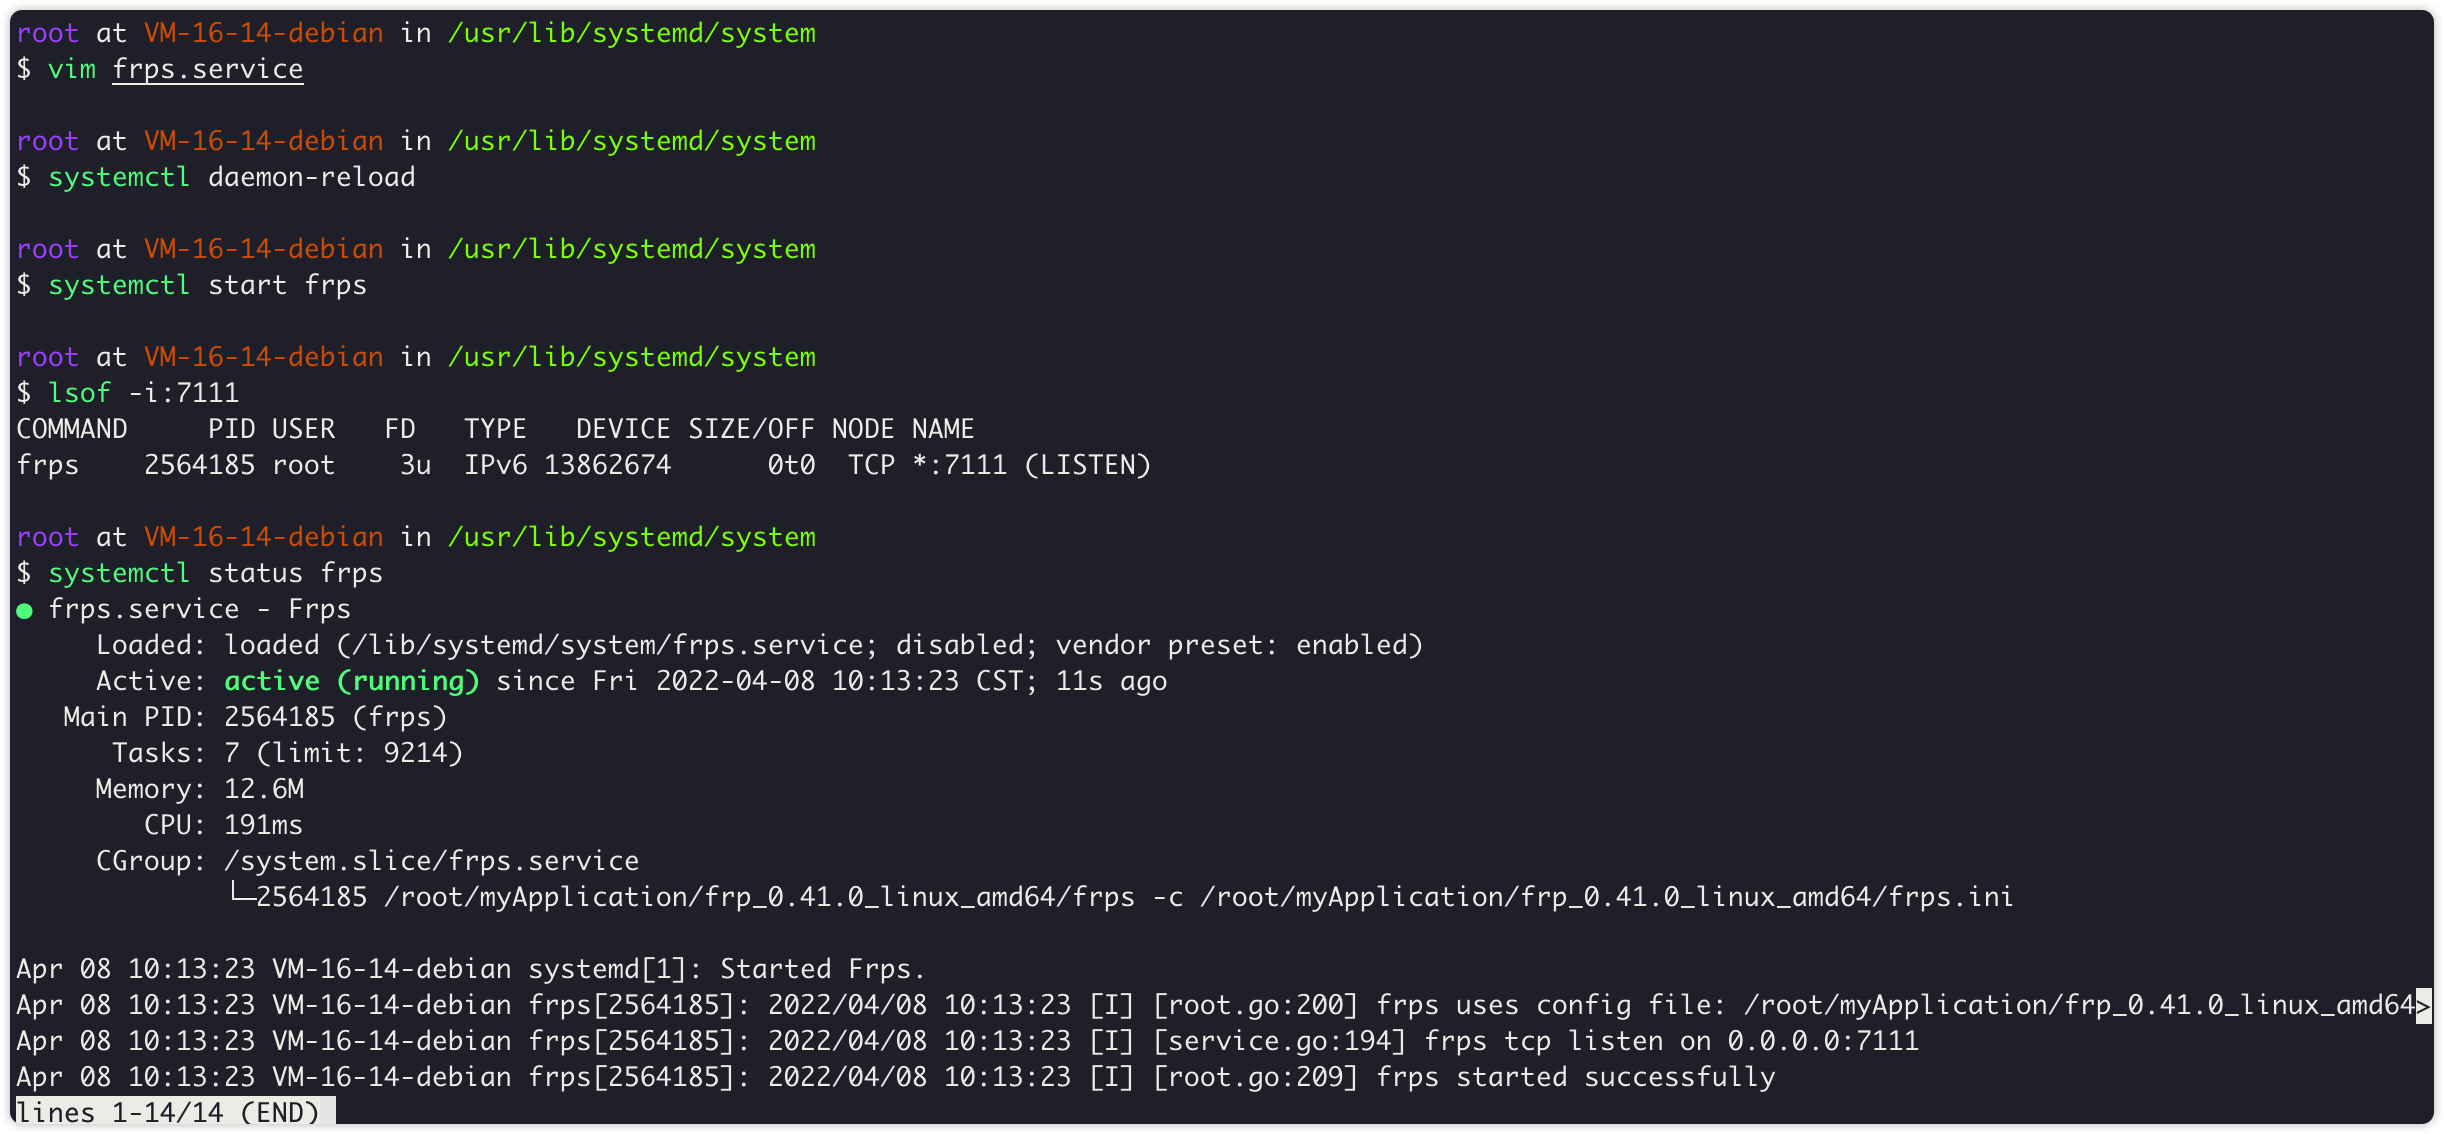 root at VM-16-14-debian in /usr/lib/systemd/system
$ vim frps.service
root at VM-16-14-debian in /usr/lib/systemd/system
$ systemctl daemon-reload
root at VM-16-14-debian in /usr/lib/systemd/system
$ systemctl start frps
root at VM-16-14-debian in /usr/lib/systemd/system
$ lsof -i:7111
COMMAND     PID USER   FD   TYPE   DEVICE SIZE/OFF NODE NAME
frps    2564185 root    3u  IPv6 13862674      0t0  TCP *:7111 (LISTEN)
root at VM-16-14-debian in /usr/lib/systemd/system
$ systemctl status frps
● frps.service - Frps
     Loaded: loaded (/lib/systemd/system/frps.service; disabled; vendor preset: enabled)
     Active: active (running) since Fri 2022-04-08 10:13:23 CST; 11s ago
   Main PID: 2564185 (frps)
      Tasks: 7 (limit: 9214)
     Memory: 12.6M
        CPU: 191ms
     CGroup: /system.slice/frps.service
             └─2564185 /root/myApplication/frp_0.41.0_linux_amd64/frps -c /root/myApplication/frp_0.41.0_linux_amd64/frps.ini
Apr 08 10:13:23 VM-16-14-debian systemd[1]: Started Frps.
Apr 08 10:13:23 VM-16-14-debian frps[2564185]: 2022/04/08 10:13:23 [I] [root.go:200] frps uses config file: /root/myApplication/frp_0.41.0_linux_amd64>
Apr 08 10:13:23 VM-16-14-debian frps[2564185]: 2022/04/08 10:13:23 [I] [service.go:194] frps tcp listen on 0.0.0.0:7111
Apr 08 10:13:23 VM-16-14-debian frps[2564185]: 2022/04/08 10:13:23 [I] [root.go:209] frps started successfully
lines 1-14/14 (END)